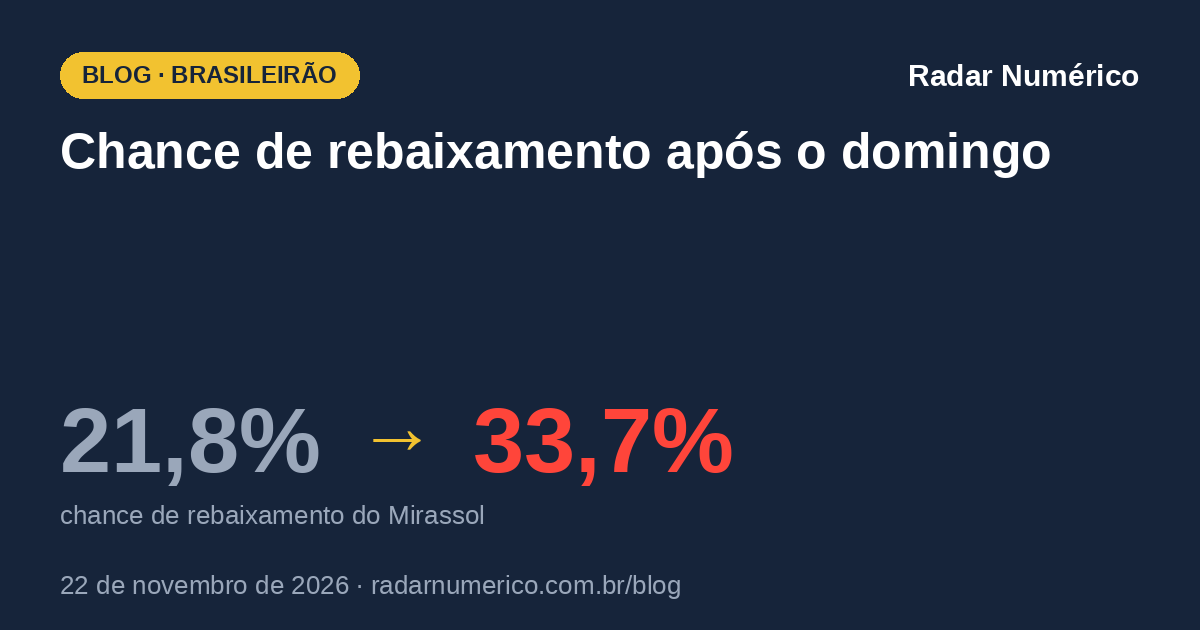 BLOG · BRASILEIRÃO
Radar Numérico
Chance de rebaixamento após o domingo
21,8% → 33,7%
chance de rebaixamento do Mirassol
22 de novembro de 2026 · radarnumerico.com.br/blog